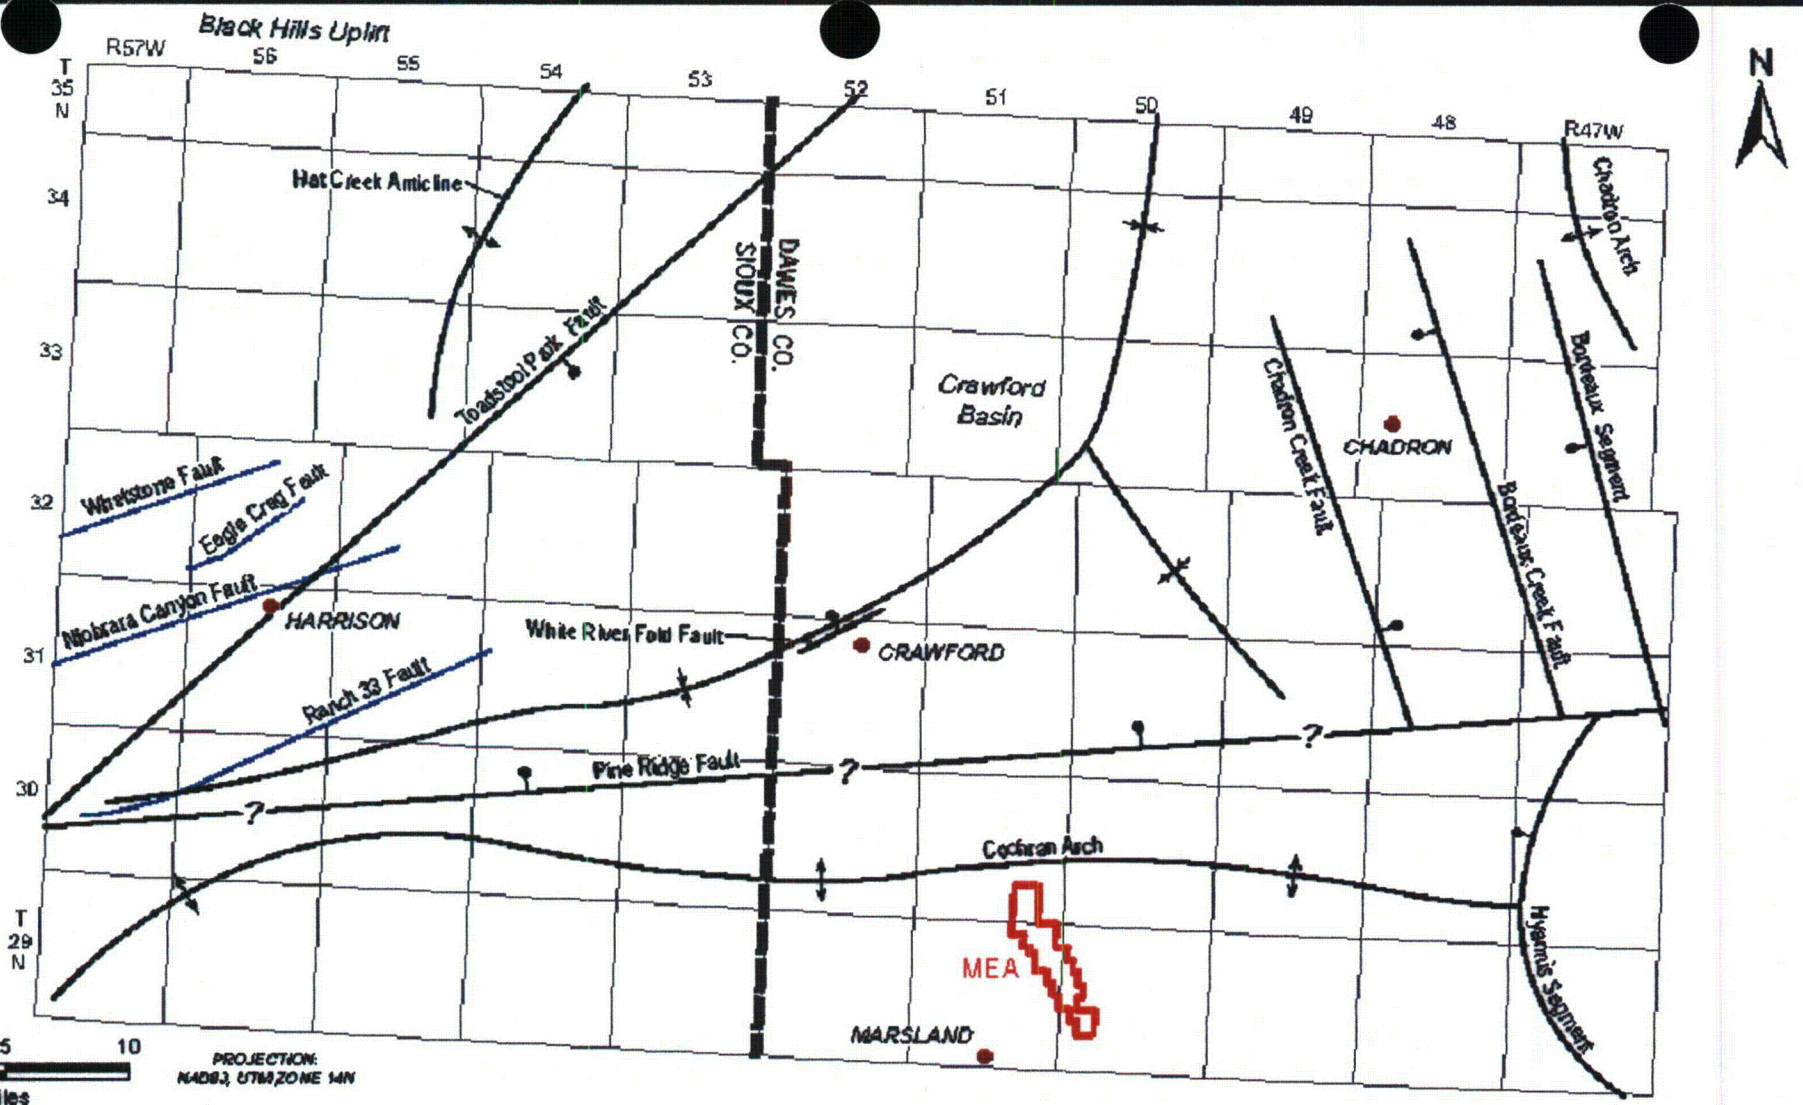 Black Hills Uplift
N
T
35
N
R57W
56
55
54
53
52
51
50
49
48
R47W
34
Hat Creek Anticline
Chadron Arch
SIOUX CO.
DAWES CO.
33
Toadstool Park Fault
Crawford
Basin
Chadron Creek Fault
CHADRON
Bordeaux Segment
32
Whetstone Fault
Eagle Crag Fault
Bordeaux Creek Fault
31
Niobrara Canyon Fault
HARRISON
White River Fold Fault
CRAWFORD
Ranch 33 Fault
30
Pine Ridge Fault
?
?
?
Cochran Arch
T
29
N
MEA
Hyannis Segment
MARSLAND
5
10
PROJECTION:
NAD83, UTM ZONE 14N
iles